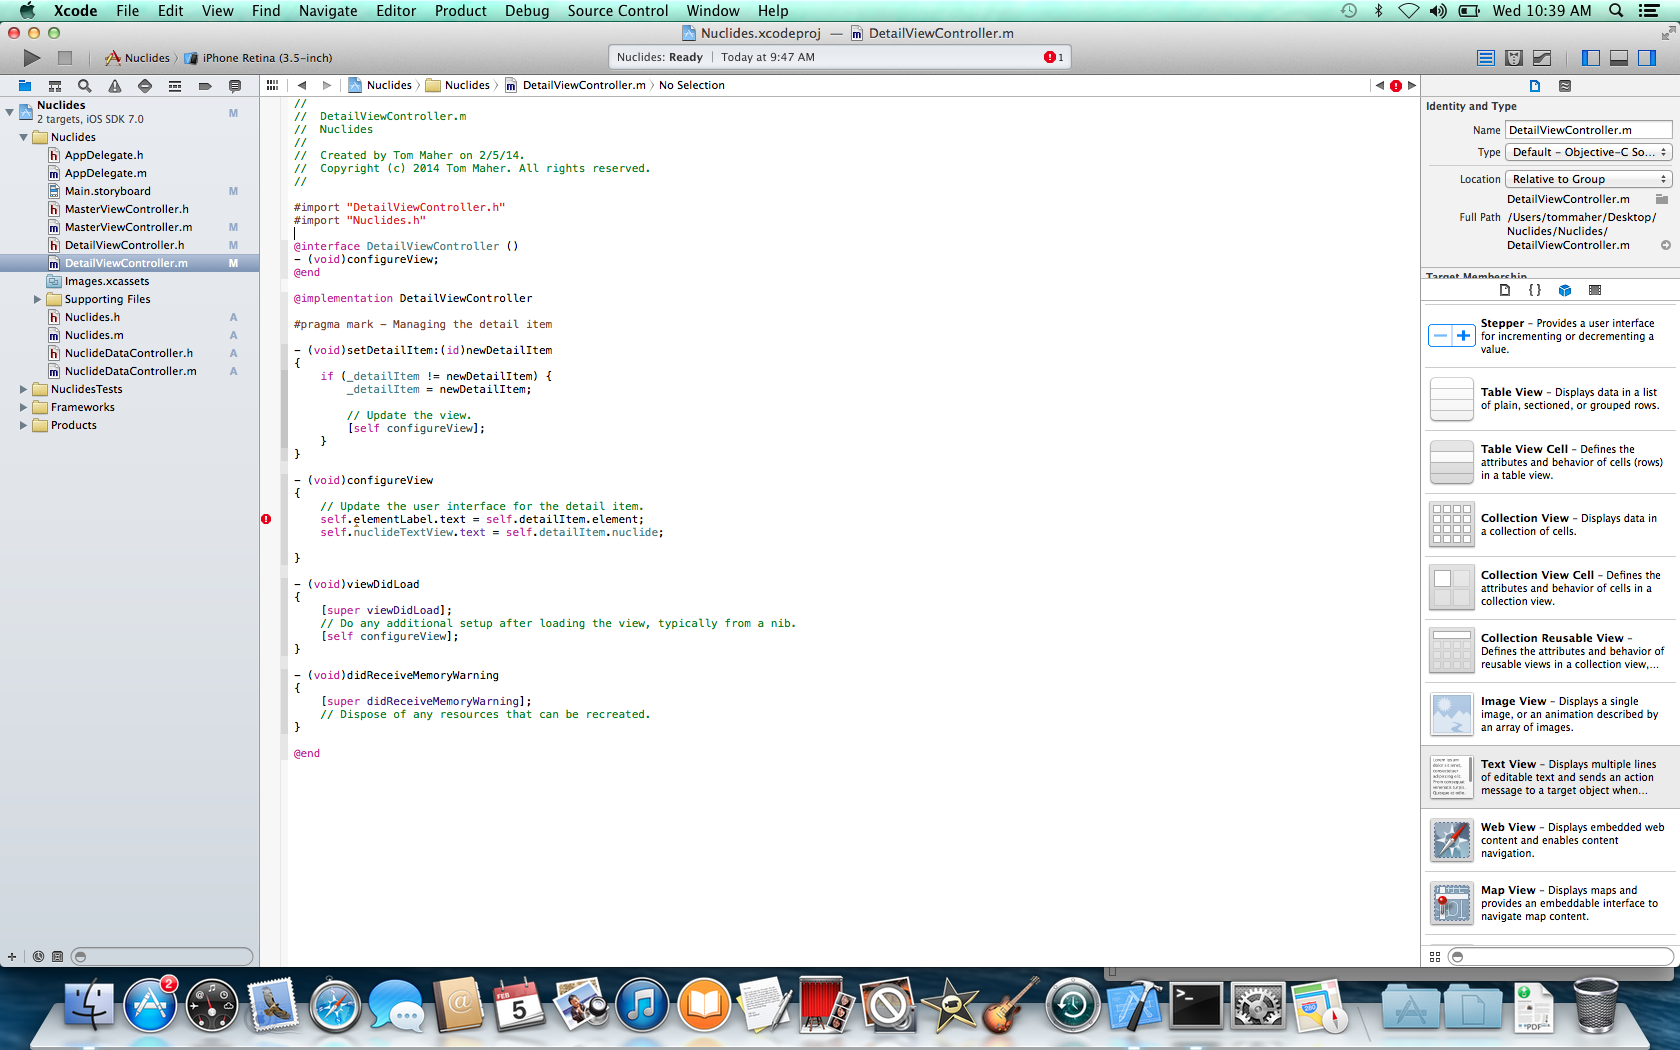 Xcode File Edit View Find Navigate Editor Product Debug Source Control Window Help Wed 10:39 AM
Nuclides.xcodeproj — DetailViewController.m
Nuclides iPhone Retina (3.5-inch)
Nuclides: Ready Today at 9:47 AM 1
Nuclides Nuclides DetailViewController.m No Selection
Nuclides M
2 targets, iOS SDK 7.0
Nuclides
AppDelegate.h
AppDelegate.m
Main.storyboard M
MasterViewController.h
MasterViewController.m M
DetailViewController.h M
DetailViewController.m M
Images.xcassets
Supporting Files
Nuclides.h A
Nuclides.m A
NuclideDataController.h A
NuclideDataController.m A
NuclidesTests
Frameworks
Products
//
// DetailViewController.m
// Nuclides
//
// Created by Tom Maher on 2/5/14.
// Copyright (c) 2014 Tom Maher. All rights reserved.
//
#import "DetailViewController.h"
#import "Nuclides.h"
@interface DetailViewController ()
- (void)configureView;
@end
@implementation DetailViewController
#pragma mark - Managing the detail item
- (void)setDetailItem:(id)newDetailItem
{
if (_detailItem != newDetailItem) {
_detailItem = newDetailItem;
// Update the view.
[self configureView];
}
}
- (void)configureView
{
// Update the user interface for the detail item.
self.elementLabel.text = self.detailItem.element;
self.nuclideTextView.text = self.detailItem.nuclide;
}
- (void)viewDidLoad
{
[super viewDidLoad];
// Do any additional setup after loading the view, typically from a nib.
[self configureView];
}
- (void)didReceiveMemoryWarning
{
[super didReceiveMemoryWarning];
// Dispose of any resources that can be recreated.
}
@end
Identity and Type
Name DetailViewController.m
Type Default - Objective-C So...
Location Relative to Group
DetailViewController.m
Full Path /Users/tommaher/Desktop/
Nuclides/Nuclides/
DetailViewController.m
Target Membership
{ }
Stepper - Provides a user interface
for incrementing or decrementing a
value.
Table View - Displays data in a list
of plain, sectioned, or grouped rows.
Table View Cell - Defines the
attributes and behavior of cells (rows)
in a table view.
Collection View - Displays data in
a collection of cells.
Collection View Cell - Defines the
attributes and behavior of cells in a
collection view.
Collection Reusable View -
Defines the attributes and behavior of
reusable views in a collection view,...
Image View - Displays a single
image, or an animation described by
an array of images.
Text View - Displays multiple lines
of editable text and sends an action
message to a target object when...
Web View - Displays embedded web
content and enables content
navigation.
Map View - Displays maps and
provides an embeddable interface to
navigate map content.
2
FEB
5
PDF